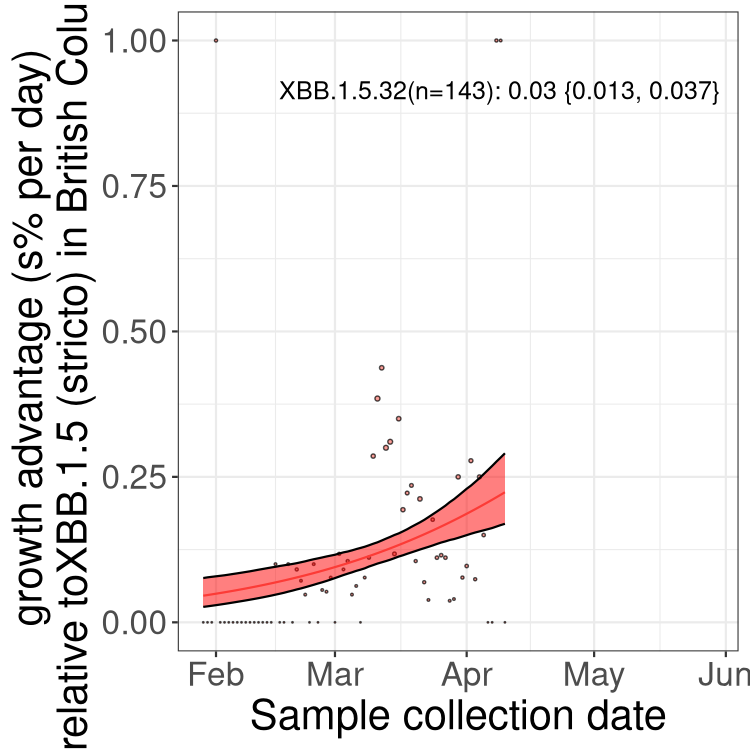 growth advantage (s% per day)
relative toXBB.1.5 (stricto) in British Colu
1.00
0.75
0.50
0.25
0.00
XBB.1.5.32(n=143): 0.03 {0.013, 0.037}
Feb Mar Apr May Jun
Sample collection date